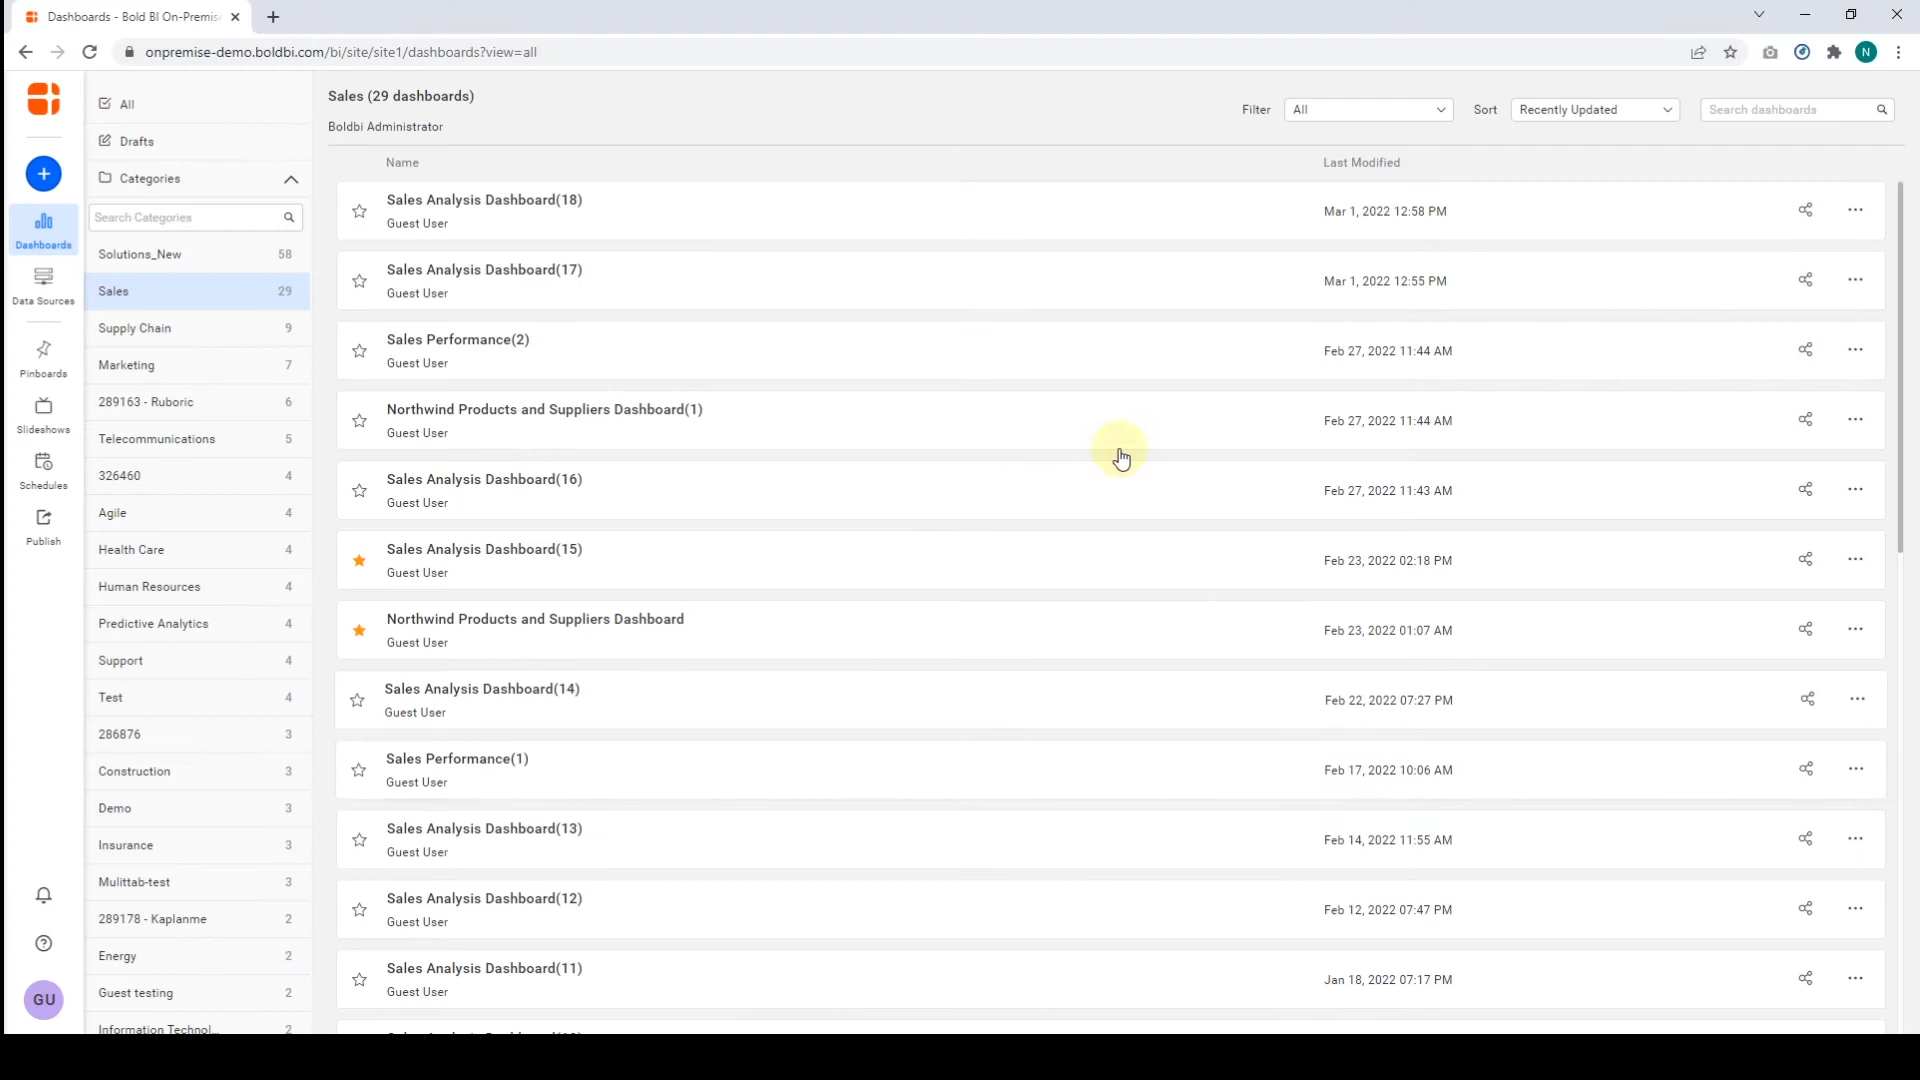 Dashboards - Bold BI On-Premis
onpremise-demo.boldbi.com/bi/site/site1/dashboards?view=all
N
Dashboards
Data Sources
Pinboards
Slideshows
Schedules
Publish
GU
All
Drafts
Categories
Search Categories
Solutions_New 58
Sales 29
Supply Chain 9
Marketing 7
289163 - Ruboric 6
Telecommunications 5
326460 4
Agile 4
Health Care 4
Human Resources 4
Predictive Analytics 4
Support 4
Test 4
286876 3
Construction 3
Demo 3
Insurance 3
Mulittab-test 3
289178 - Kaplanme 2
Energy 2
Guest testing 2
Information Technol... 2
Sales (29 dashboards)
Boldbi Administrator
Filter All Sort Recently Updated Search dashboards
Name Last Modified
Sales Analysis Dashboard(18)
Guest User
Mar 1, 2022 12:58 PM
Sales Analysis Dashboard(17)
Guest User
Mar 1, 2022 12:55 PM
Sales Performance(2)
Guest User
Feb 27, 2022 11:44 AM
Northwind Products and Suppliers Dashboard(1)
Guest User
Feb 27, 2022 11:44 AM
Sales Analysis Dashboard(16)
Guest User
Feb 27, 2022 11:43 AM
Sales Analysis Dashboard(15)
Guest User
Feb 23, 2022 02:18 PM
Northwind Products and Suppliers Dashboard
Guest User
Feb 23, 2022 01:07 AM
Sales Analysis Dashboard(14)
Guest User
Feb 22, 2022 07:27 PM
Sales Performance(1)
Guest User
Feb 17, 2022 10:06 AM
Sales Analysis Dashboard(13)
Guest User
Feb 14, 2022 11:55 AM
Sales Analysis Dashboard(12)
Guest User
Feb 12, 2022 07:47 PM
Sales Analysis Dashboard(11)
Guest User
Jan 18, 2022 07:17 PM